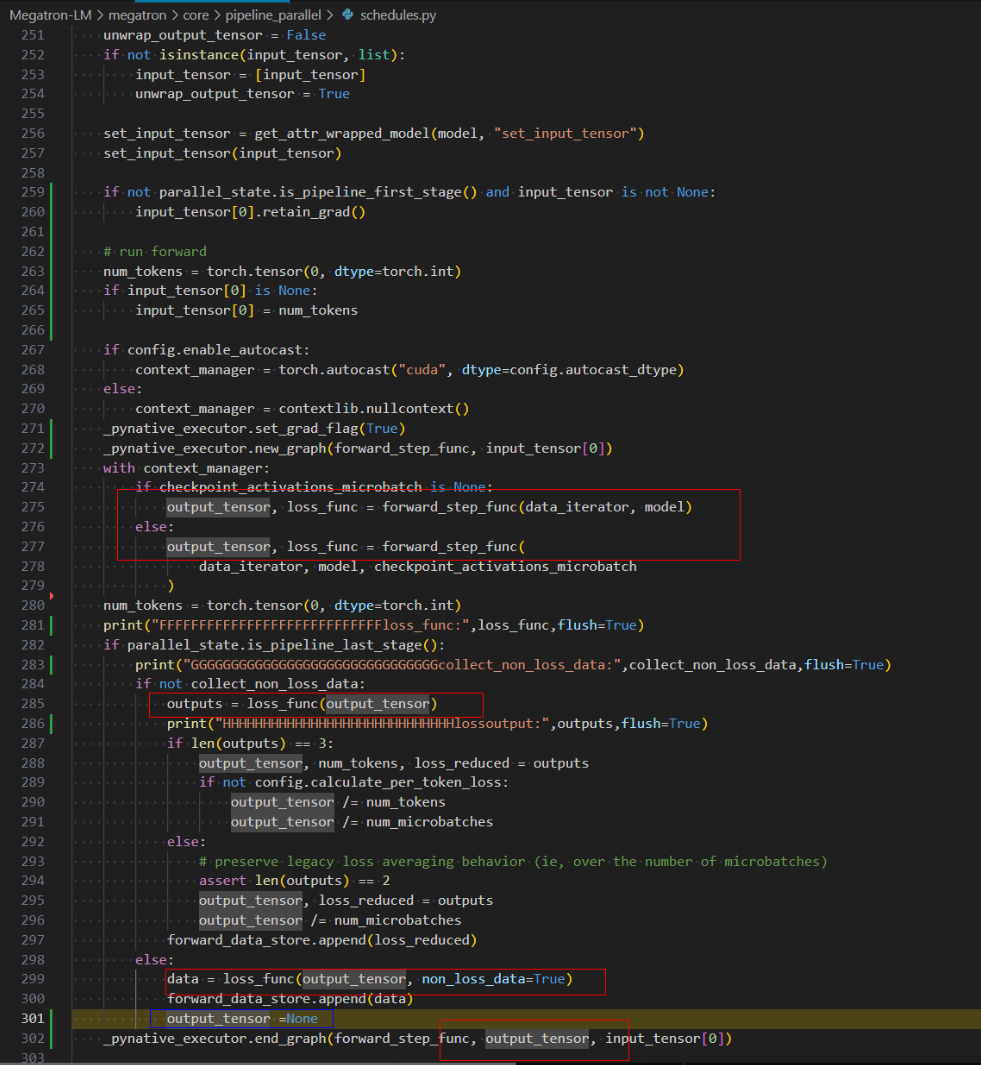 Megatron-LM > megatron > core > pipeline_parallel > schedules.py
251 unwrap_output_tensor = False
252 if not isinstance(input_tensor, list):
253 input_tensor = [input_tensor]
254 unwrap_output_tensor = True
255
256 set_input_tensor = get_attr_wrapped_model(model, "set_input_tensor")
257 set_input_tensor(input_tensor)
258
259 if not parallel_state.is_pipeline_first_stage() and input_tensor is not None:
260 input_tensor[0].retain_grad()
261
262 # run forward
263 num_tokens = torch.tensor(0, dtype=torch.int)
264 if input_tensor[0] is None:
265 input_tensor[0] = num_tokens
266
267 if config.enable_autocast:
268 context_manager = torch.autocast("cuda", dtype=config.autocast_dtype)
269 else:
270 context_manager = contextlib.nullcontext()
271 _pynative_executor.set_grad_flag(True)
272 _pynative_executor.new_graph(forward_step_func, input_tensor[0])
273 with context_manager:
274 if checkpoint_activations_microbatch is None:
275 output_tensor, loss_func = forward_step_func(data_iterator, model)
276 else:
277 output_tensor, loss_func = forward_step_func(
278 data_iterator, model, checkpoint_activations_microbatch
279 )
280 num_tokens = torch.tensor(0, dtype=torch.int)
281 print("FFFFFFFFFFFFFFFFFFFFFFFFFFFFloss_func:",loss_func,flush=True)
282 if parallel_state.is_pipeline_last_stage():
283 print("GGGGGGGGGGGGGGGGGGGGGGGGGGGGGGGcollect_non_loss_data:",collect_non_loss_data,flush=True)
284 if not collect_non_loss_data:
285 outputs = loss_func(output_tensor)
286 print("HHHHHHHHHHHHHHHHHHHHHHHHHHHHHlossoutput:",outputs,flush=True)
287 if len(outputs) == 3:
288 output_tensor, num_tokens, loss_reduced = outputs
289 if not config.calculate_per_token_loss:
290 output_tensor /= num_tokens
291 output_tensor /= num_microbatches
292 else:
293 # preserve legacy loss averaging behavior (ie, over the number of microbatches)
294 assert len(outputs) == 2
295 output_tensor, loss_reduced = outputs
296 output_tensor /= num_microbatches
297 forward_data_store.append(loss_reduced)
298 else:
299 data = loss_func(output_tensor, non_loss_data=True)
300 forward_data_store.append(data)
301 output_tensor =None
302 _pynative_executor.end_graph(forward_step_func, output_tensor, input_tensor[0])
303